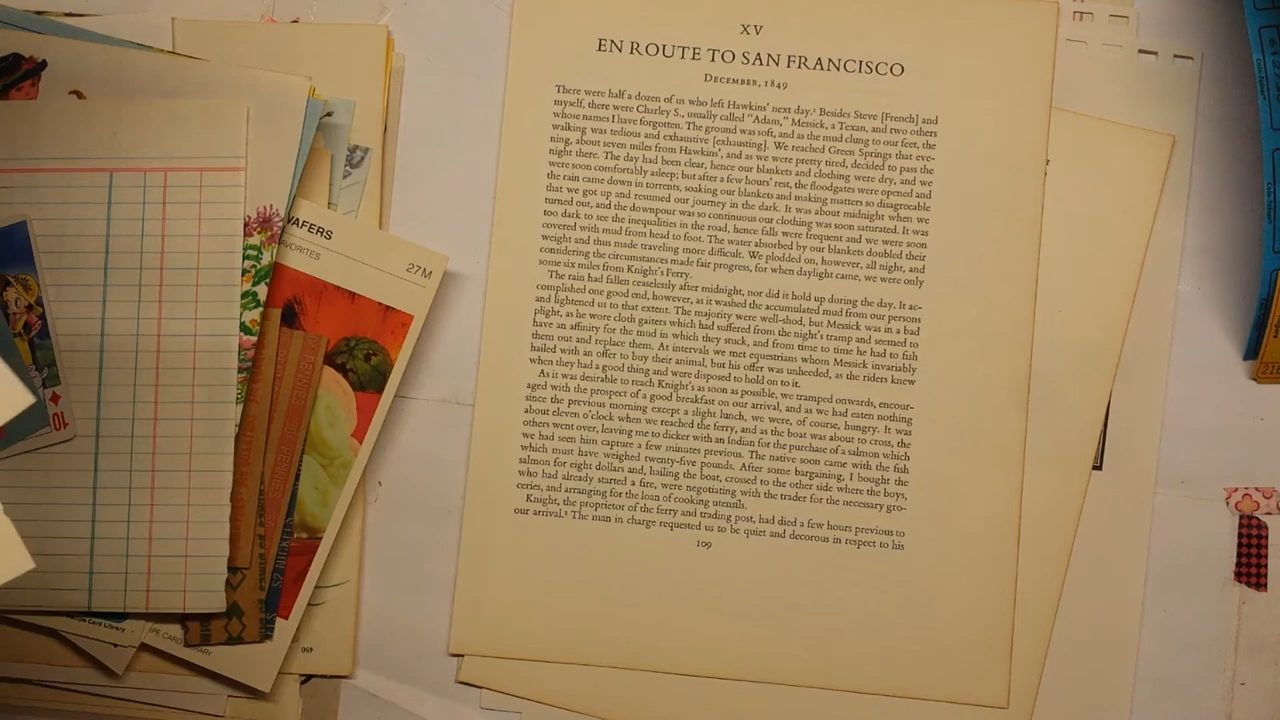 XV
EN ROUTE TO SAN FRANCISCO
DECEMBER, 1849
There were half a dozen of us who left Hawkins' next day.¹ Besides Steve [French] and
myself, there were Charley S., usually called "Adam," Messick, a Texan, and two others
whose names I have forgotten. The ground was soft, and as the mud clung to our feet, the
walking was tedious and exhaustive [exhausting]. We reached Green Springs that eve-
ning, about seven miles from Hawkins', and as we were pretty tired, decided to pass the
night there. The day had been clear, hence our blankets and clothing were dry, and we
were soon comfortably asleep; but after a few hours' rest, the floodgates were opened and
the rain came down in torrents, soaking our blankets and making matters so disagreeable
that we got up and resumed our journey in the dark. It was about midnight when we
turned out, and the downpour was so continuous our clothing was soon saturated. It was
too dark to see the inequalities in the road, hence falls were frequent and we were soon
covered with mud from head to foot. The water absorbed by our blankets doubled their
weight and thus made traveling more difficult. We plodded on, however, all night, and
considering the circumstances made fair progress, for when daylight came, we were only
some six miles from Knight's Ferry.
The rain had fallen ceaselessly after midnight, nor did it hold up during the day. It ac-
complished one good end, however, as it washed the accumulated mud from our persons
and lightened us to that extent. The majority were well-shod, but Messick was in a bad
plight, as he wore cloth gaiters which had suffered from the night's tramp and seemed to
have an affinity for the mud in which they stuck, and from time to time he had to fish
them out and replace them. At intervals we met equestrians whom Messick invariably
hailed with an offer to buy their animal, but his offer was unheeded, as the riders knew
when they had a good thing and were disposed to hold on to it.
As it was desirable to reach Knight's as soon as possible, we tramped onwards, encour-
aged with the prospect of a good breakfast on our arrival, and as we had eaten nothing
since the previous morning except a slight lunch, we were, of course, hungry. It was
about eleven o'clock when we reached the ferry, and as the boat was about to cross, the
others went over, leaving me to dicker with an Indian for the purchase of a salmon which
we had seen him capture a few minutes previous. The native soon came with the fish
which must have weighed twenty-five pounds. After some bargaining, I bought the
salmon for eight dollars and, hailing the boat, crossed to the other side where the boys,
who had already started a fire, were negotiating with the trader for the necessary gro-
ceries, and arranging for the loan of cooking utensils.
Knight, the proprietor of the ferry and trading post, had died a few hours previous to
our arrival.² The man in charge requested us to be quiet and decorous in respect to his
109
WAFERS
AVORITES
27M
50 PENNIES
$2 NICKELS
10
Card Library
480
216